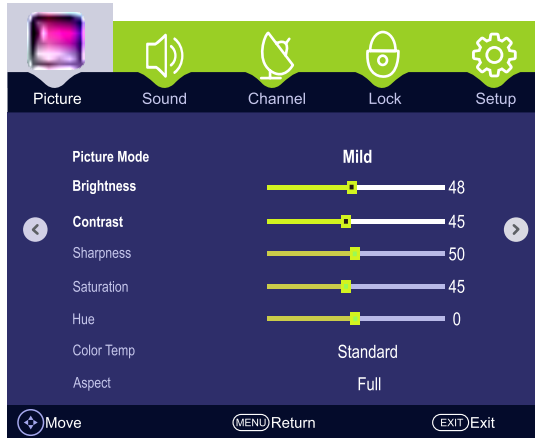 Picture Sound Channel Lock Setup
Picture Mode Mild
Brightness 48
Contrast 45
Sharpness 50
Saturation 45
Hue 0
Color Temp Standard
Aspect Full
Move MENU Return EXIT Exit